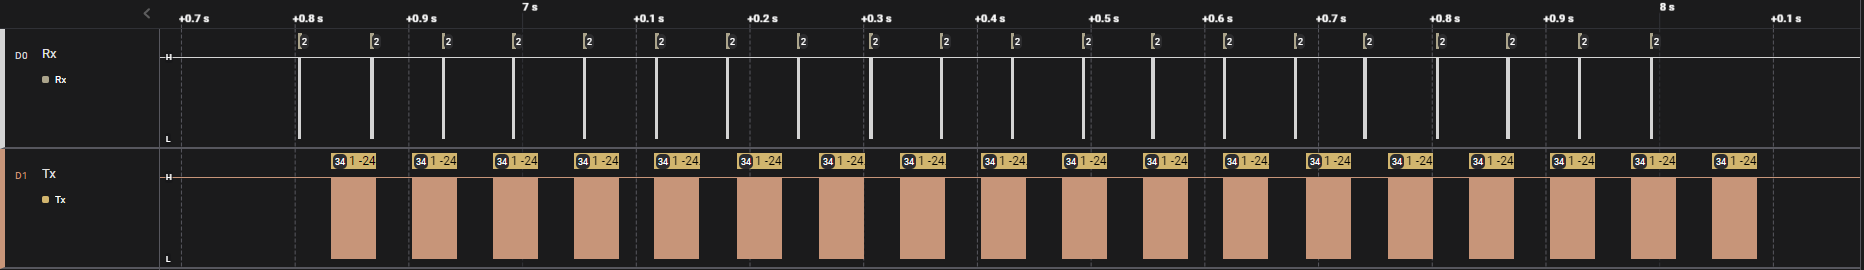 7 s 8 s
+0.7 s +0.8 s +0.9 s +0.1 s +0.2 s +0.3 s +0.4 s +0.5 s +0.6 s +0.7 s +0.8 s +0.9 s +0.1 s
2 2 2 2 2 2 2 2 2 2 2 2 2 2 2 2 2 2 2 2
D0 Rx H
Rx
L
34 1 -24 34 1 -24 34 1 -24 34 1 -24 34 1 -24 34 1 -24 34 1 -24 34 1 -24 34 1 -24 34 1 -24 34 1 -24 34 1 -24 34 1 -24 34 1 -24 34 1 -24 34 1 -24 34 1 -24 34 1 -24
D1 Tx H
Tx
L